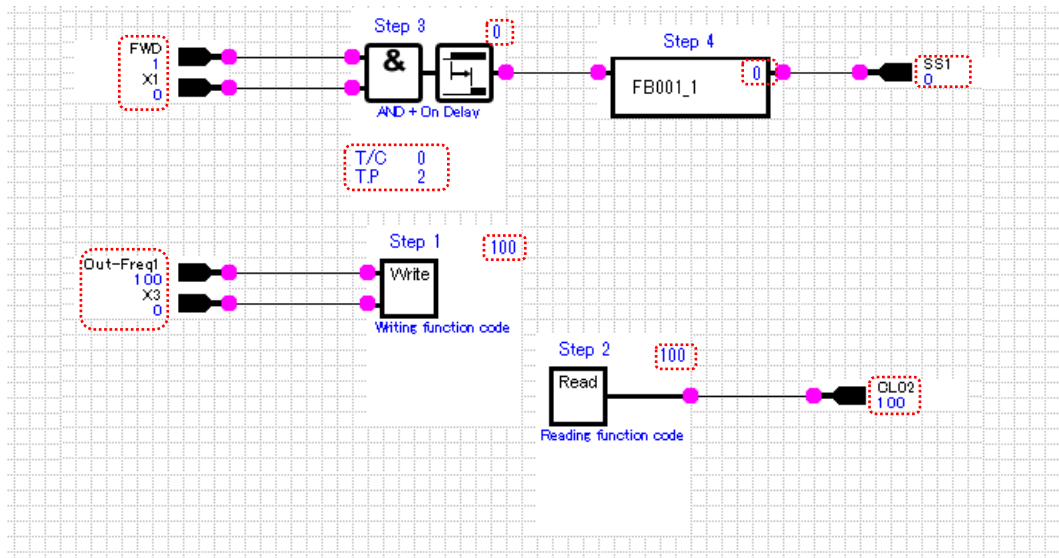 Step 3
0
FWD
1
X1
0
&
AND + On Delay
Step 4
FB001_1
0
SS1
0
T/C 0
T.P 2
Step 1
100
Out-Freq1
100
X3
0
Write
Writing function code
Step 2
100
Read
Reading function code
CL02
100